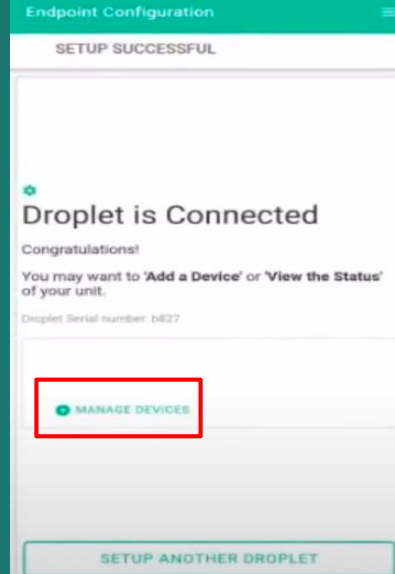 Endpoint Configuration
SETUP SUCCESSFUL
Droplet is Connected
Congratulations!
You may want to 'Add a Device' or 'View the Status'
of your unit.
Droplet Serial number: b827
MANAGE DEVICES
SETUP ANOTHER DROPLET